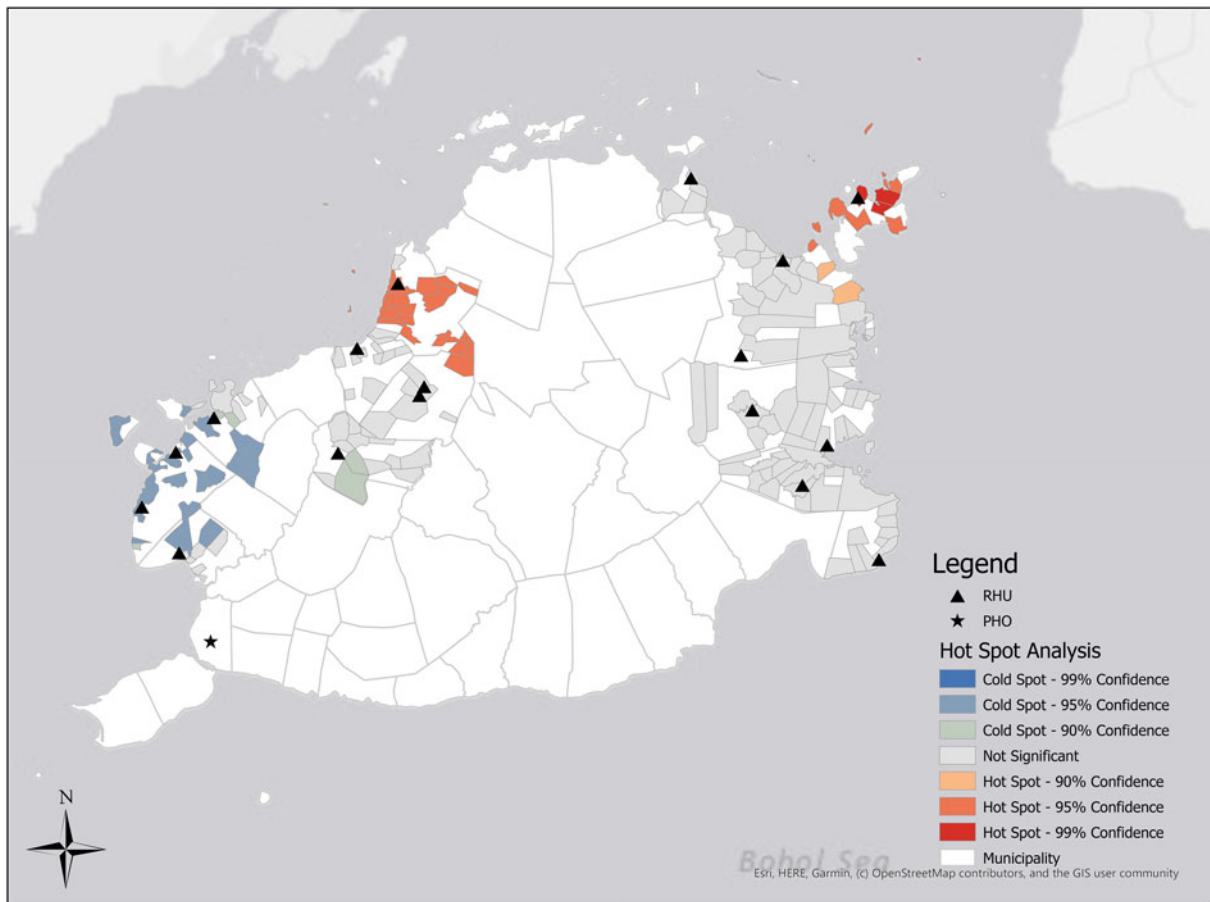 Legend
RHU
PHO
Hot Spot Analysis
Cold Spot - 99% Confidence
Cold Spot - 95% Confidence
Cold Spot - 90% Confidence
Not Significant
Hot Spot - 90% Confidence
Hot Spot - 95% Confidence
Hot Spot - 99% Confidence
Municipality
N
Bohol Sea
Esri, HERE, Garmin, (c) OpenStreetMap contributors, and the GIS user community